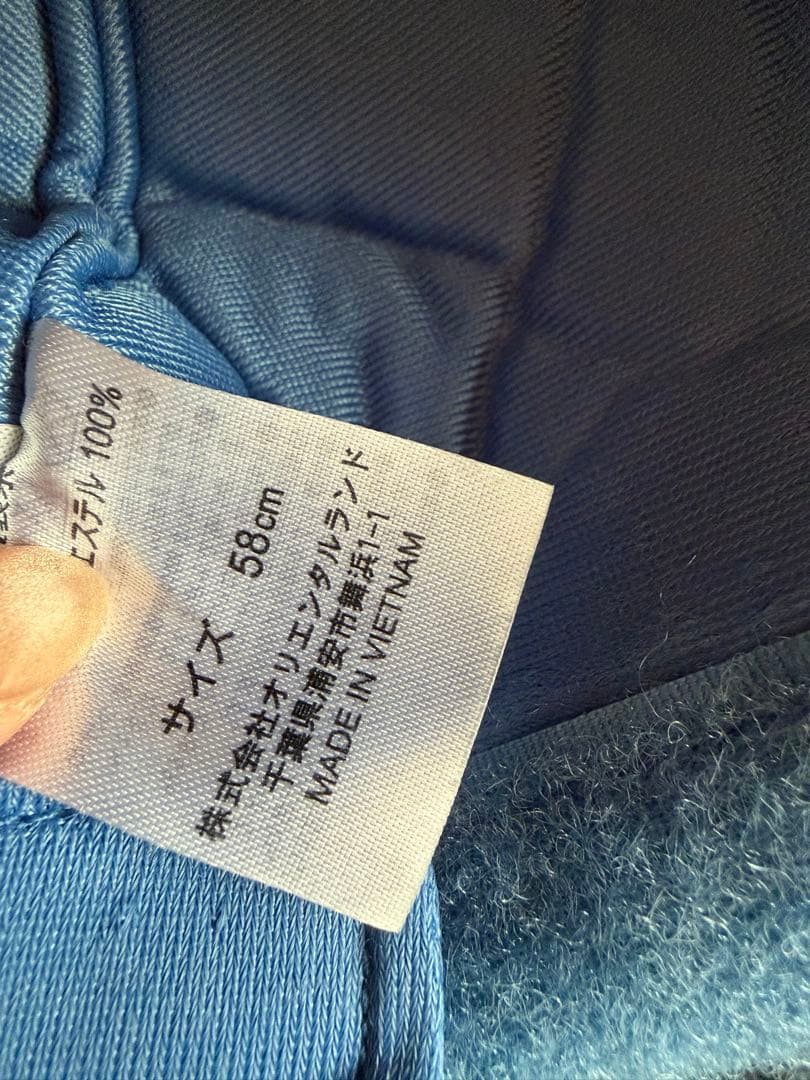 エステル 100%
サイズ 58cm
株式会社オリエンタルランド
千葉県浦安市舞浜1-1
MADE IN VIETNAM